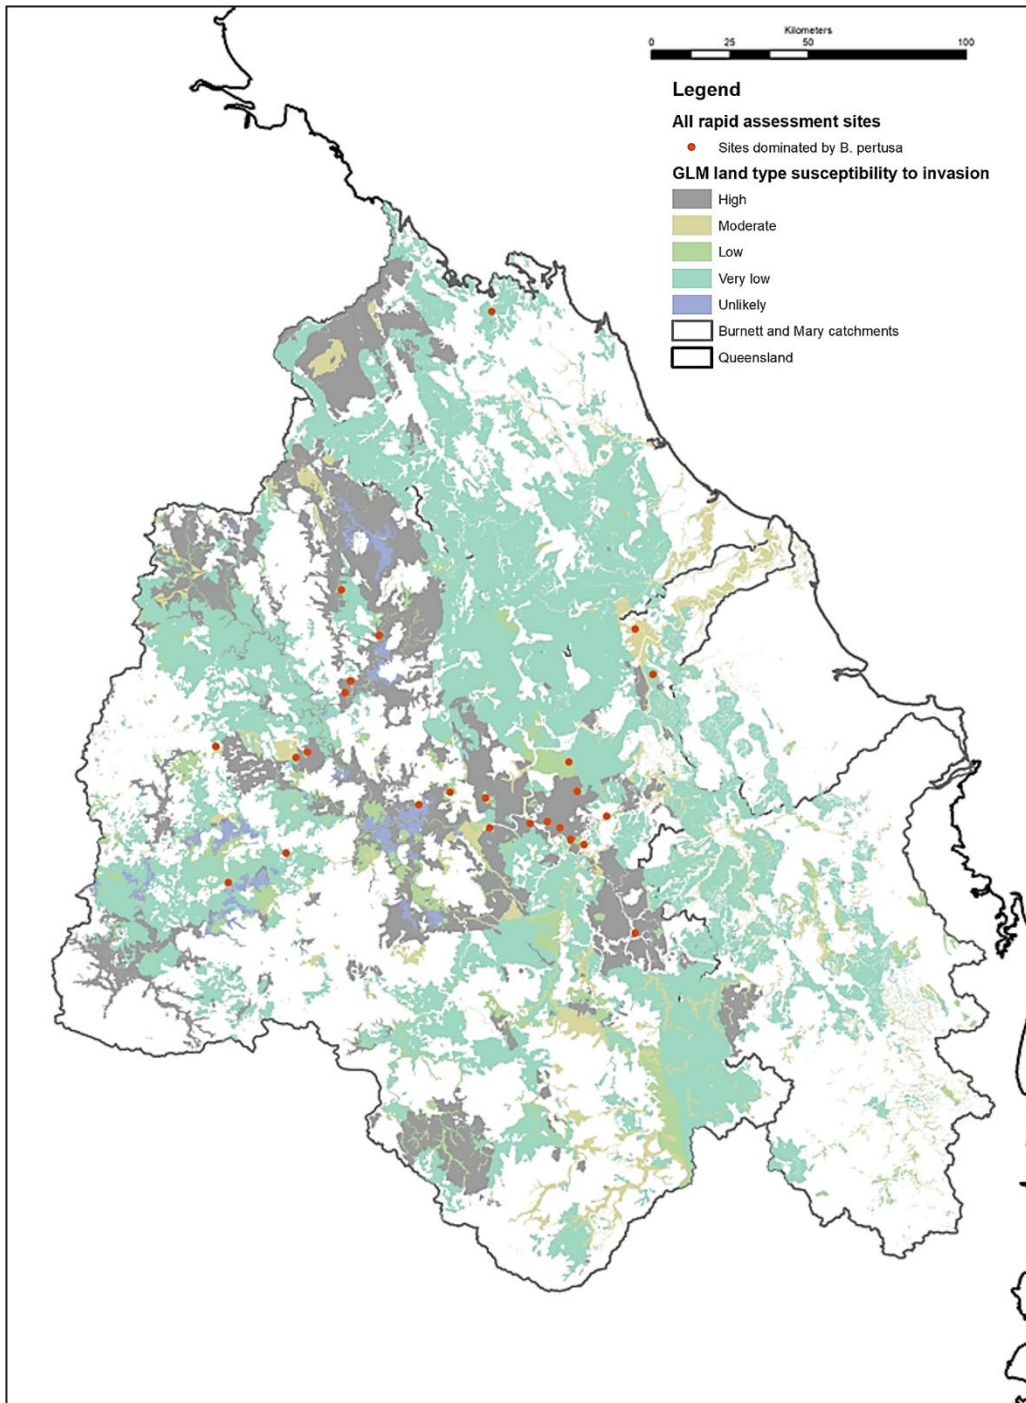 Kilometers
0 25 50 100
Legend
All rapid assessment sites
Sites dominated by B. pertusa
GLM land type susceptibility to invasion
High
Moderate
Low
Very low
Unlikely
Burnett and Mary catchments
Queensland